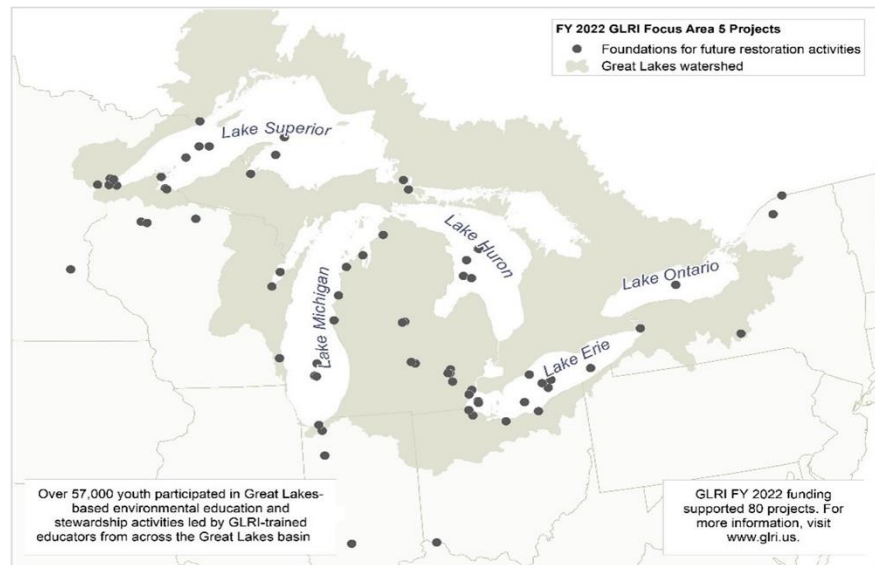 FY 2022 GLRI Focus Area 5 Projects
Foundations for future restoration activities
Great Lakes watershed
Lake Superior
Lake Huron
Lake Michigan
Lake Ontario
Lake Erie
Over 57,000 youth participated in Great Lakes-
based environmental education and
stewardship activities led by GLRI-trained
educators from across the Great Lakes basin
GLRI FY 2022 funding
supported 80 projects. For
more information, visit
www.glri.us.